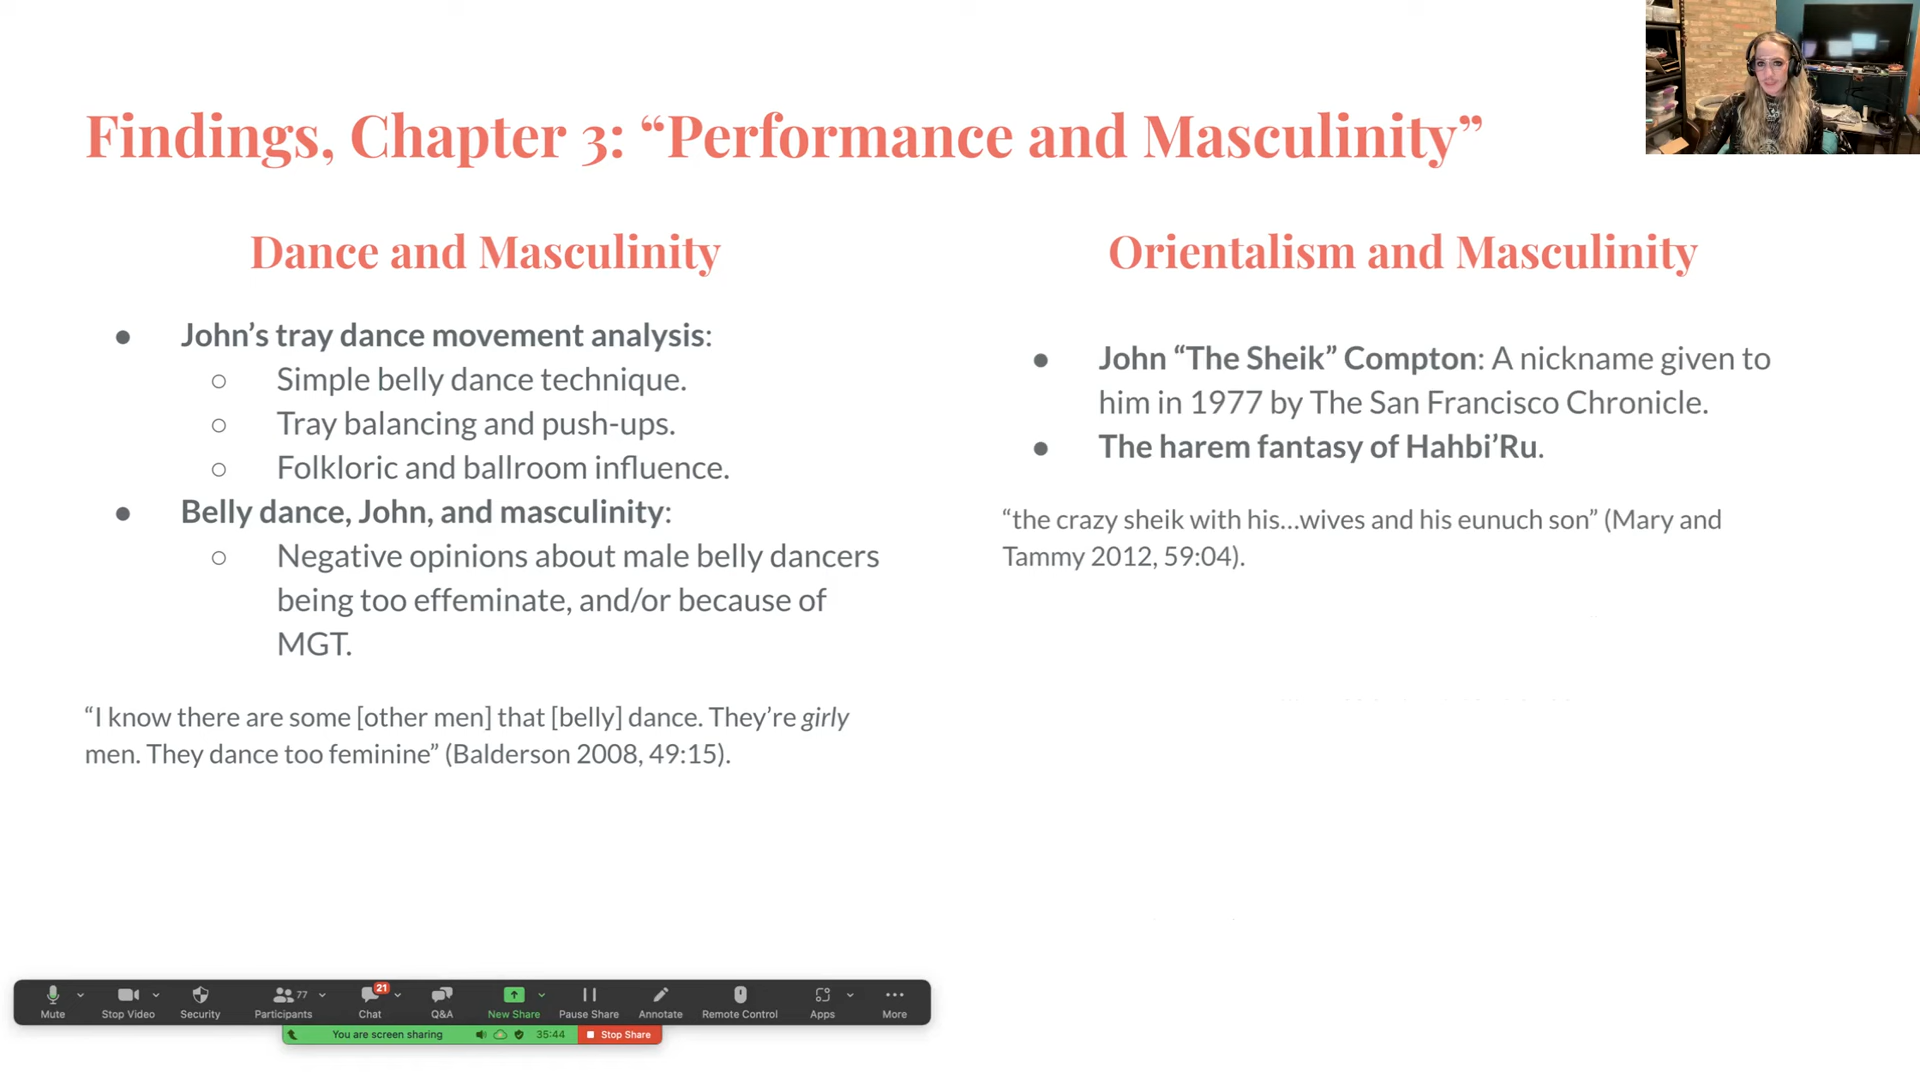 Findings, Chapter 3: “Performance and Masculinity”
Dance and Masculinity
● John’s tray dance movement analysis:
○ Simple belly dance technique.
○ Tray balancing and push-ups.
○ Folkloric and ballroom influence.
● Belly dance, John, and masculinity:
○ Negative opinions about male belly dancers
being too effeminate, and/or because of
MGT.
“I know there are some [other men] that [belly] dance. They’re girly
men. They dance too feminine” (Balderson 2008, 49:15).
Orientalism and Masculinity
● John “The Sheik” Compton: A nickname given to
him in 1977 by The San Francisco Chronicle.
● The harem fantasy of Hahbi’Ru.
“the crazy sheik with his…wives and his eunuch son” (Mary and
Tammy 2012, 59:04).
77 21
Mute Stop Video Security Participants Chat Q&A New Share Pause Share Annotate Remote Control Apps More
You are screen sharing 35:44 Stop Share